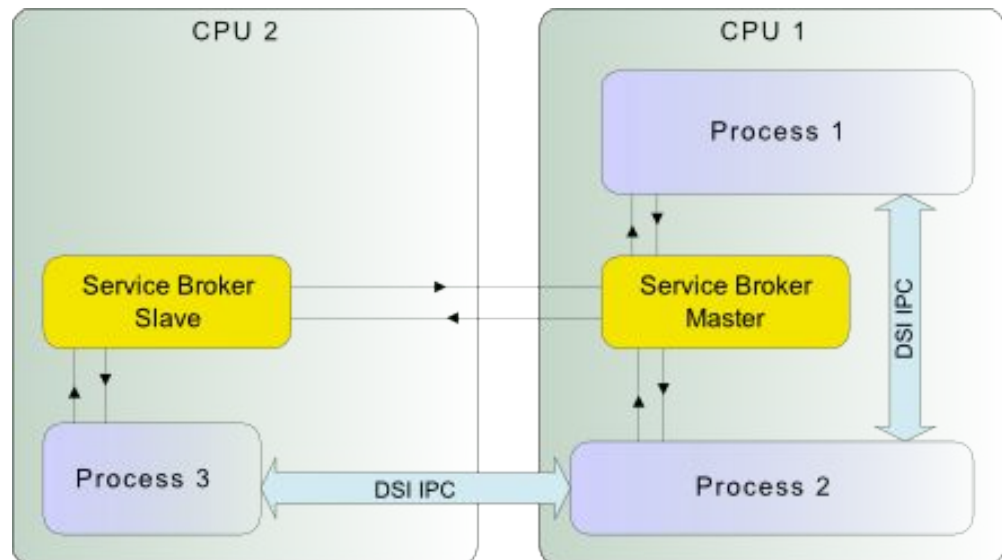 CPU 2
CPU 1
Process 1
Service Broker
Slave
Service Broker
Master
DSI IPC
Process 3
DSI IPC
Process 2